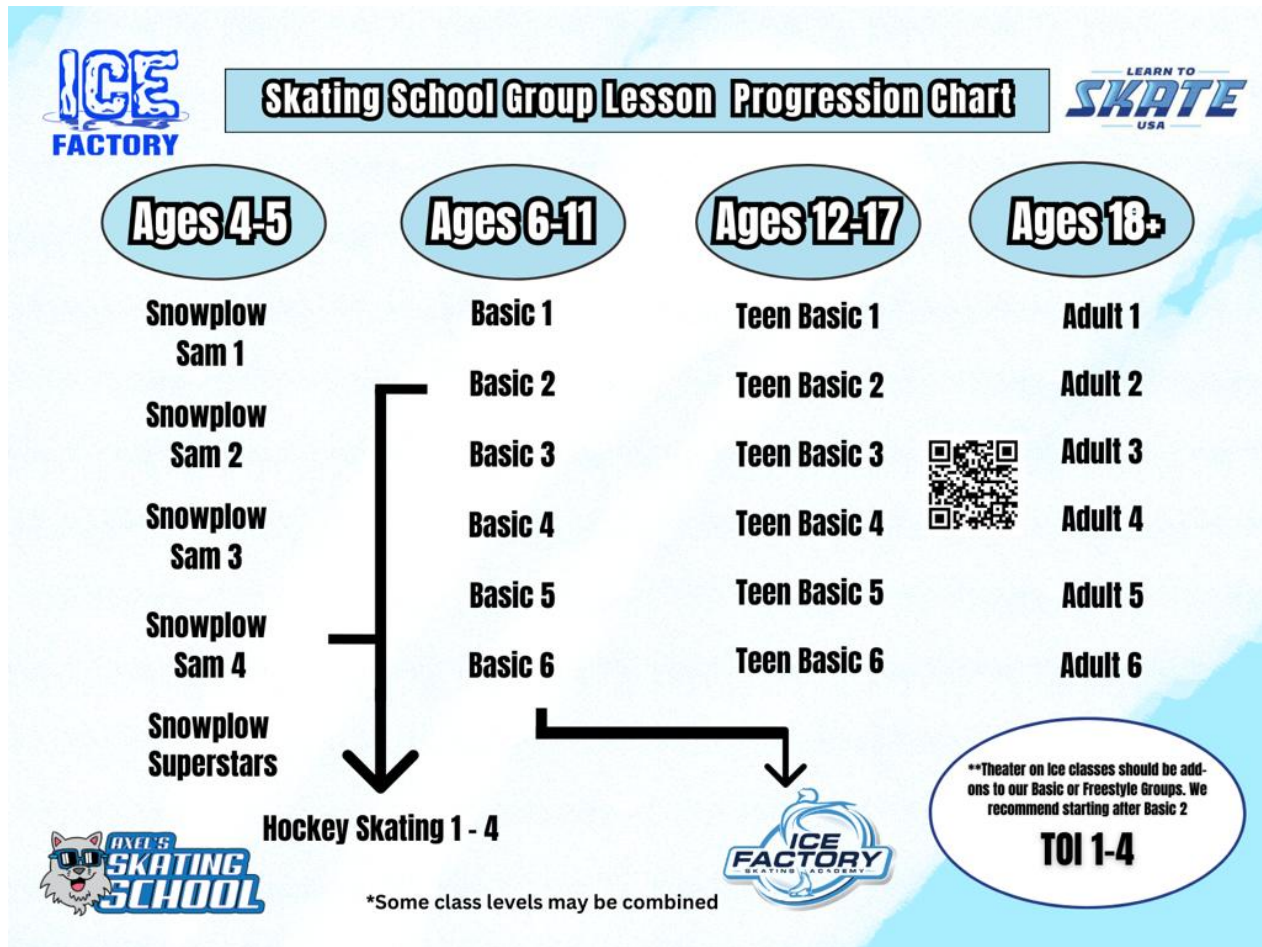 ICE
FACTORY
Skating School Group Lesson Progression Chart
LEARN TO
SKATE
USA
Ages 4-5
Snowplow
Sam 1
Snowplow
Sam 2
Snowplow
Sam 3
Snowplow
Sam 4
Snowplow
Superstars
Ages 6-11
Basic 1
Basic 2
Basic 3
Basic 4
Basic 5
Basic 6
Ages 12-17
Teen Basic 1
Teen Basic 2
Teen Basic 3
Teen Basic 4
Teen Basic 5
Teen Basic 6
Ages 18+
Adult 1
Adult 2
Adult 3
Adult 4
Adult 5
Adult 6
Hockey Skating 1 - 4
AXEL'S
SKATING
SCHOOL
*Some class levels may be combined
ICE
FACTORY
SKATING ACADEMY
**Theater on Ice classes should be add-
ons to our Basic or Freestyle Groups. We
recommend starting after Basic 2
TOI 1-4